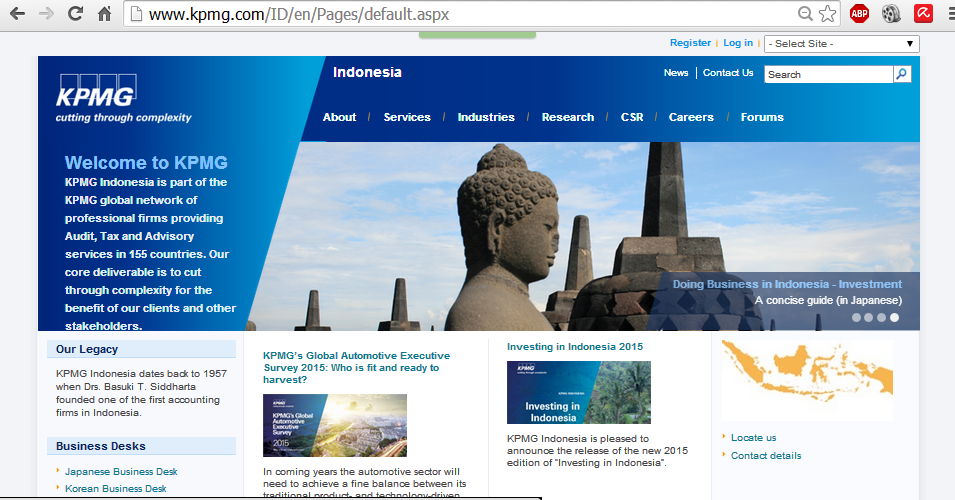 www.kpmg.com/ID/en/Pages/default.aspx
ABP
Register | Log in | - Select Site -
KPMG
cutting through complexity
Indonesia
News | Contact Us
Search
About / Services / Industries / Research / CSR / Careers / Forums
Welcome to KPMG
KPMG Indonesia is part of the
KPMG global network of
professional firms providing
Audit, Tax and Advisory
services in 155 countries. Our
core deliverable is to cut
through complexity for the
benefit of our clients and other
stakeholders.
Doing Business in Indonesia - Investment
A concise guide (in Japanese)
Our Legacy
KPMG Indonesia dates back to 1957
when Drs. Basuki T. Siddharta
founded one of the first accounting
firms in Indonesia.
Business Desks
Japanese Business Desk
Korean Business Desk
KPMG's Global Automotive Executive
Survey 2015: Who is fit and ready to
harvest?
KPMG
KPMG's Global
Automotive
Executive
Survey
2015
In coming years the automotive sector will
need to achieve a fine balance between its
traditional product- and technology-driven
Investing in Indonesia 2015
KPMG
cutting through complexity
KPMG INDONESIA
Investing in
Indonesia
KPMG Indonesia is pleased to
announce the release of the new 2015
edition of “Investing in Indonesia”.
Locate us
Contact details